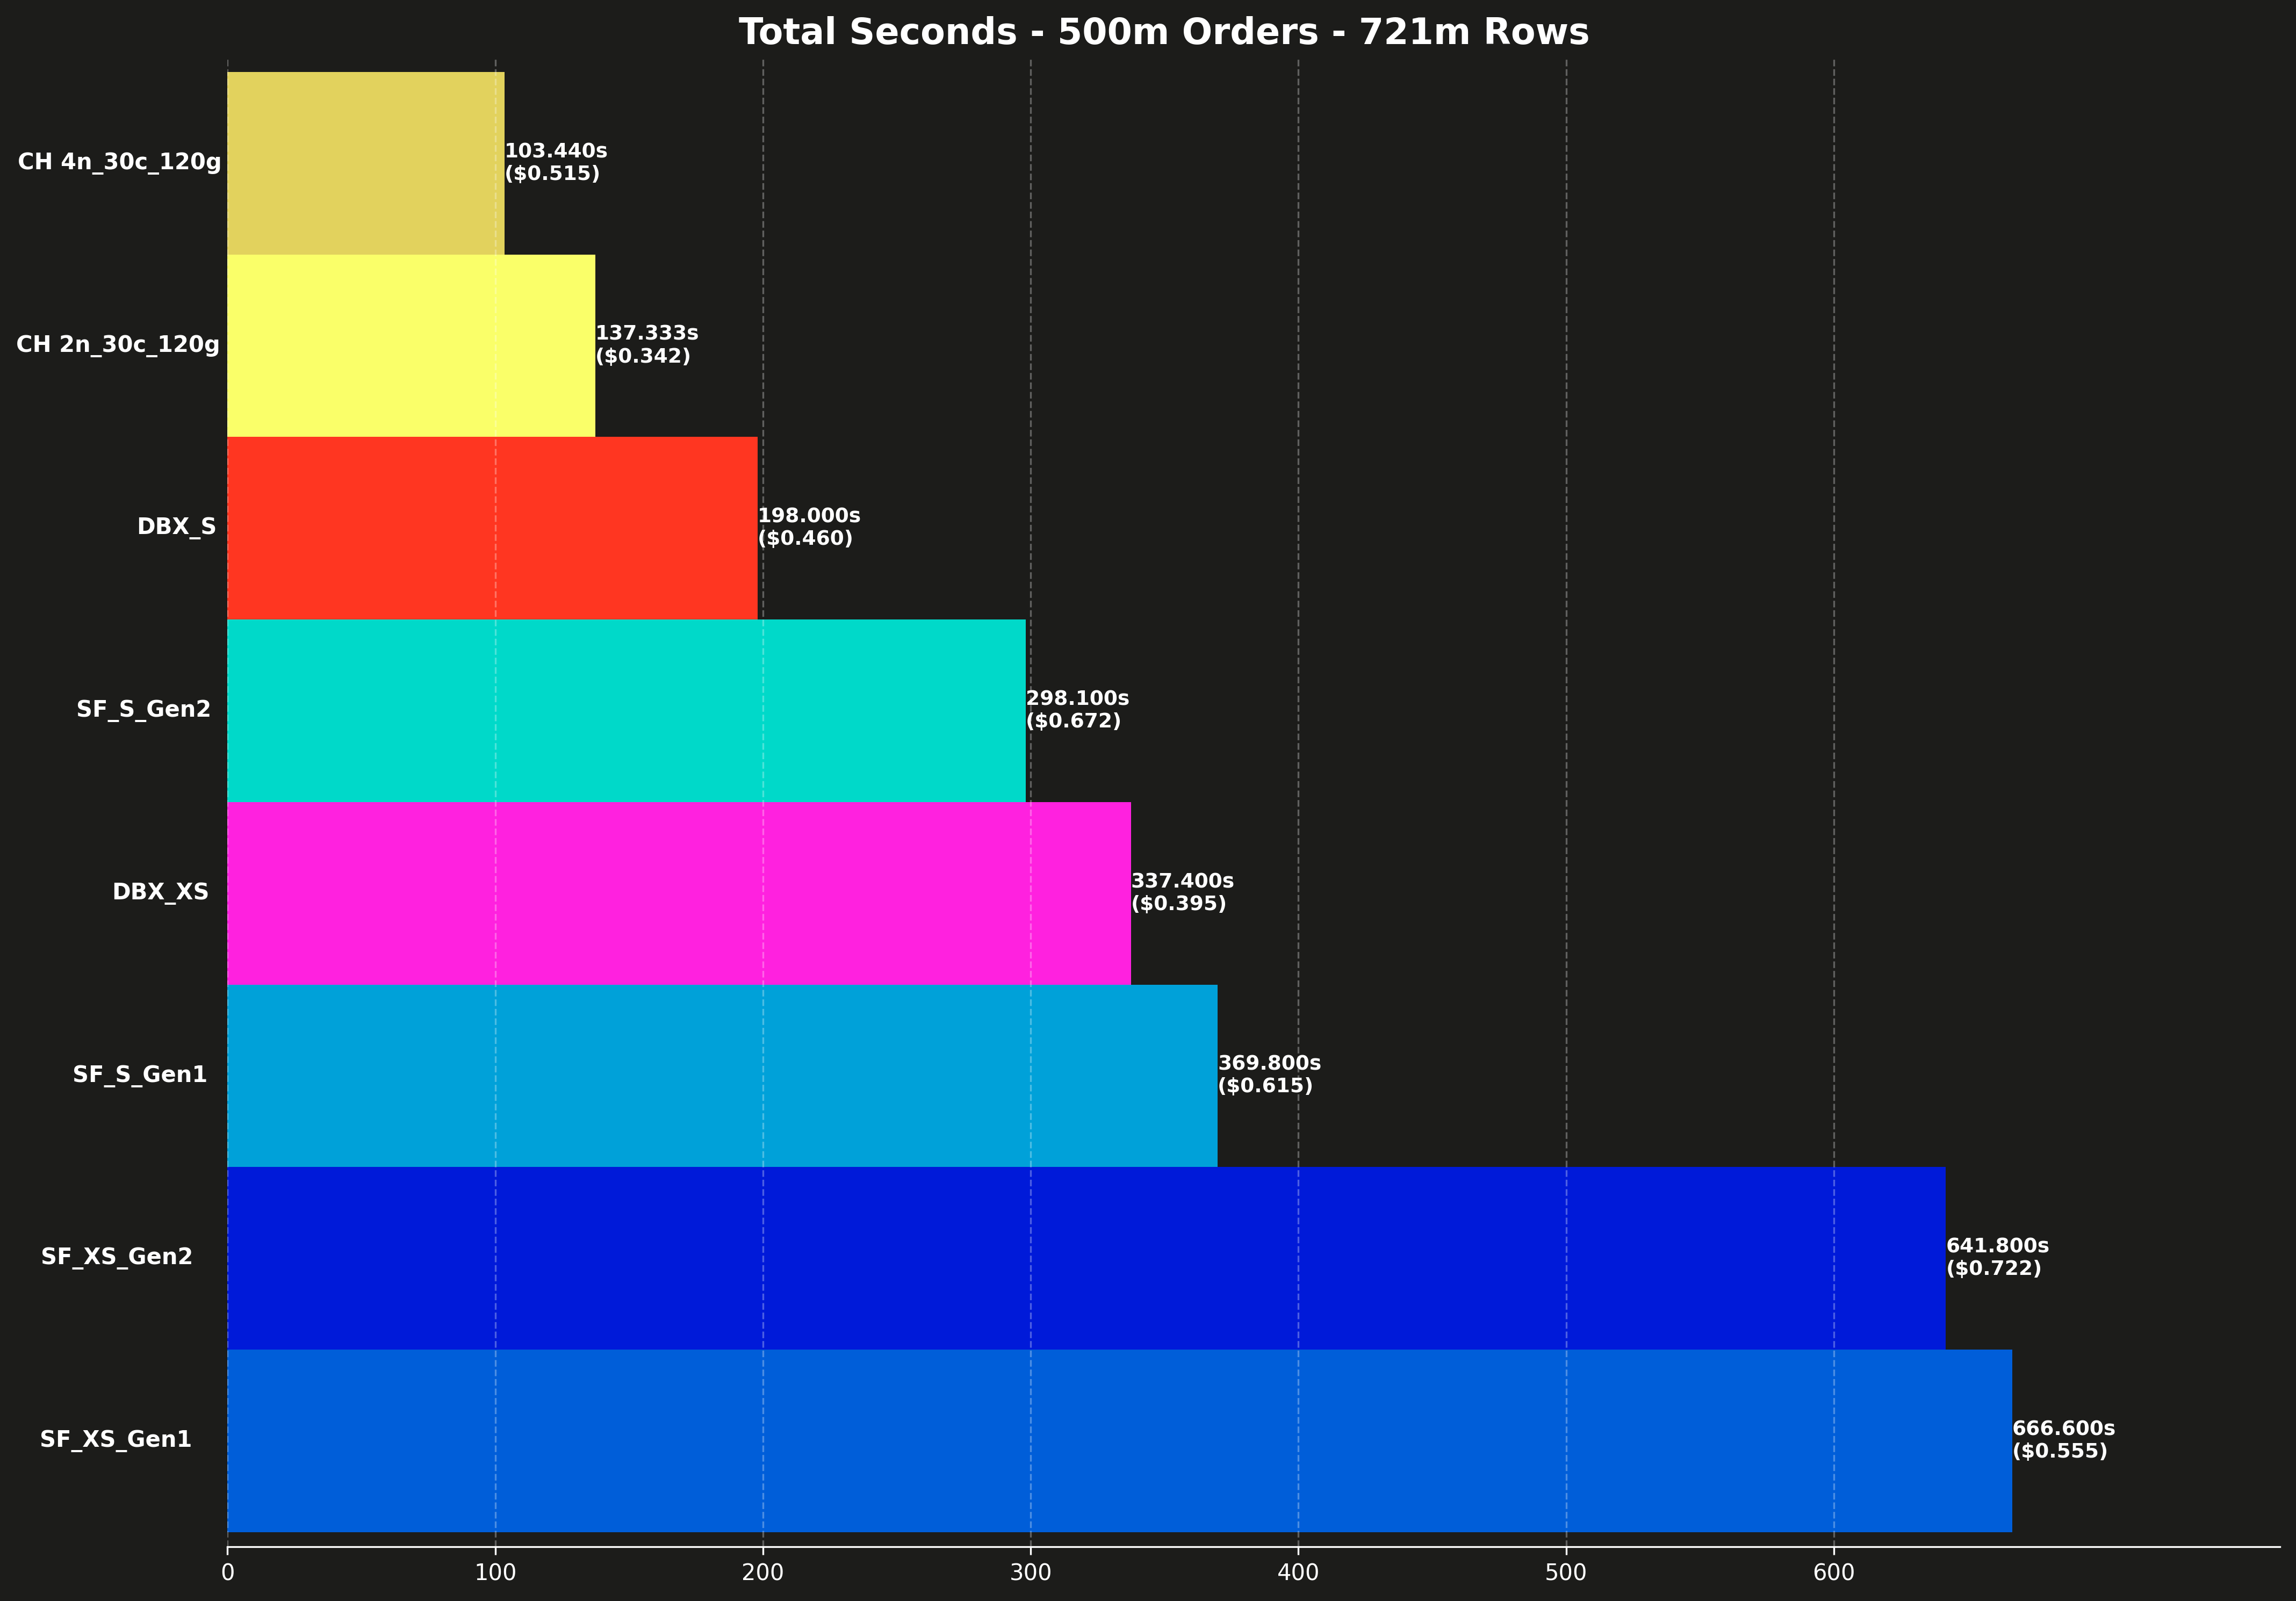 Total Seconds - 500m Orders - 721m Rows
CH 4n_30c_120g
103.440s
($0.515)
CH 2n_30c_120g
137.333s
($0.342)
DBX_S
198.000s
($0.460)
SF_S_Gen2
298.100s
($0.672)
DBX_XS
337.400s
($0.395)
SF_S_Gen1
369.800s
($0.615)
SF_XS_Gen2
641.800s
($0.722)
SF_XS_Gen1
666.600s
($0.555)
0 100 200 300 400 500 600